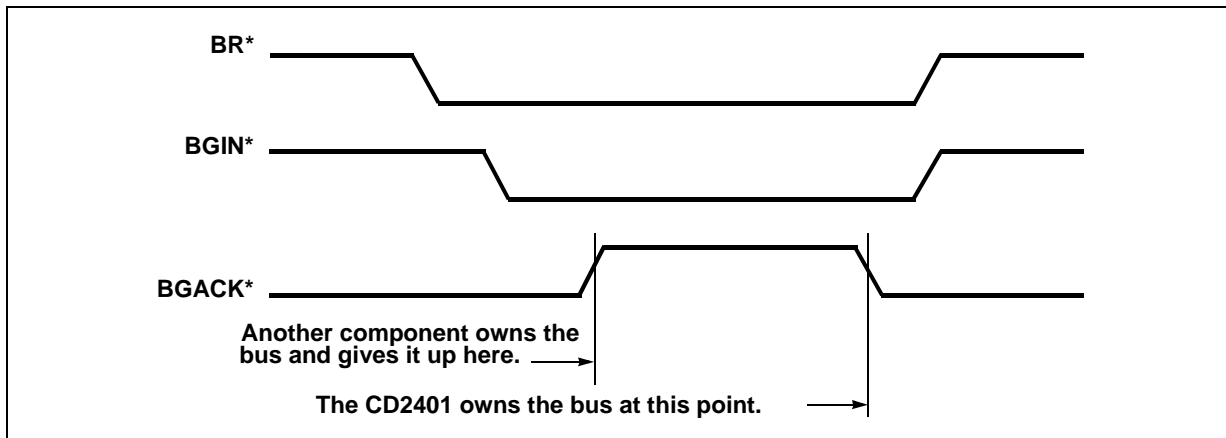 BR*
BGIN*
BGACK*
Another component owns the
bus and gives it up here.
The CD2401 owns the bus at this point.